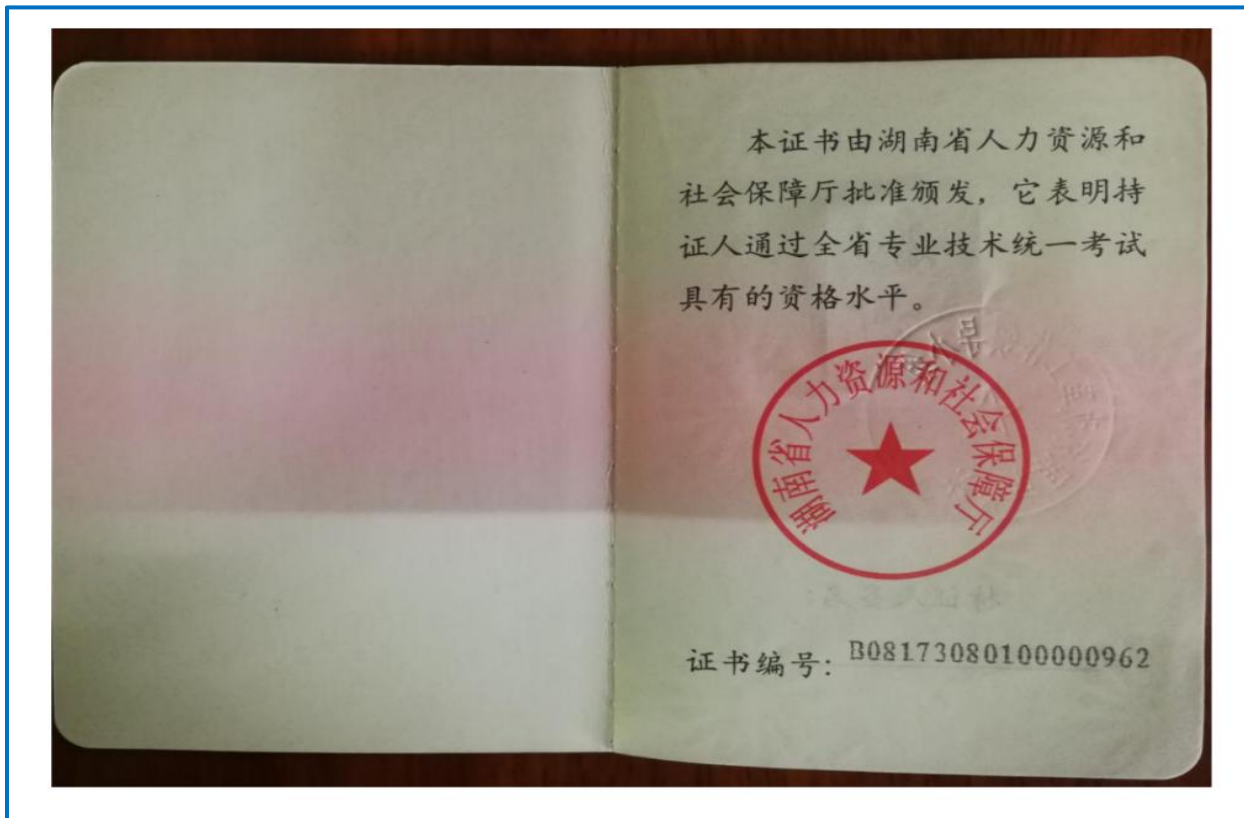 本证书由湖南省人力资源和
社会保障厅批准颁发，它表明持
证人通过全省专业技术统一考试
具有的资格水平。
湖南省人力资源和社会保障厅
证书编号：B08173080100000962